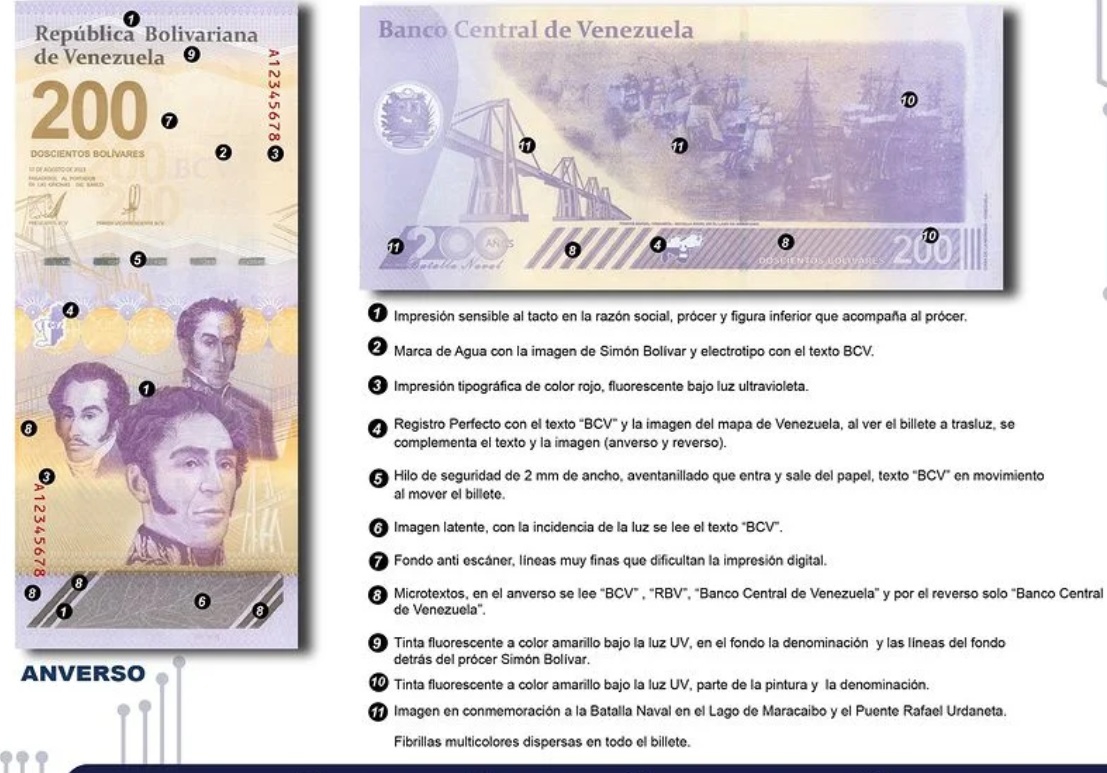 República Bolivariana
de Venezuela
200
DOSCIENTOS BOLÍVARES
PAGADEROS AL PORTADOR
EN LAS OFICINAS DEL BANCO
A12345678
BCV
200
A12345678
1
9
7
2
3
5
4
1
8
3
8
8
1
6
8
ANVERSO
Banco Central de Venezuela
10
11
11
11
8
4
8
10
200 AÑOS
Batalla Naval
DOSCIENTOS BOLÍVARES
200
1 Impresión sensible al tacto en la razón social, prócer y figura inferior que acompaña al prócer.
2 Marca de Agua con la imagen de Simón Bolívar y electrotipo con el texto BCV.
3 Impresión tipográfica de color rojo, fluorescente bajo luz ultravioleta.
4 Registro Perfecto con el texto “BCV” y la imagen del mapa de Venezuela, al ver el billete a trasluz, se
complementa el texto y la imagen (anverso y reverso).
5 Hilo de seguridad de 2 mm de ancho, aventanillado que entra y sale del papel, texto “BCV” en movimiento
al mover el billete.
6 Imagen latente, con la incidencia de la luz se lee el texto “BCV”.
7 Fondo anti escáner, líneas muy finas que dificultan la impresión digital.
8 Microtextos, en el anverso se lee “BCV” , “RBV”, “Banco Central de Venezuela” y por el reverso solo “Banco Central
de Venezuela”.
9 Tinta fluorescente a color amarillo bajo la luz UV, en el fondo la denominación y las líneas del fondo
detrás del prócer Simón Bolívar.
10 Tinta fluorescente a color amarillo bajo la luz UV, parte de la pintura y la denominación.
11 Imagen en conmemoración a la Batalla Naval en el Lago de Maracaibo y el Puente Rafael Urdaneta.
Fibrillas multicolores dispersas en todo el billete.